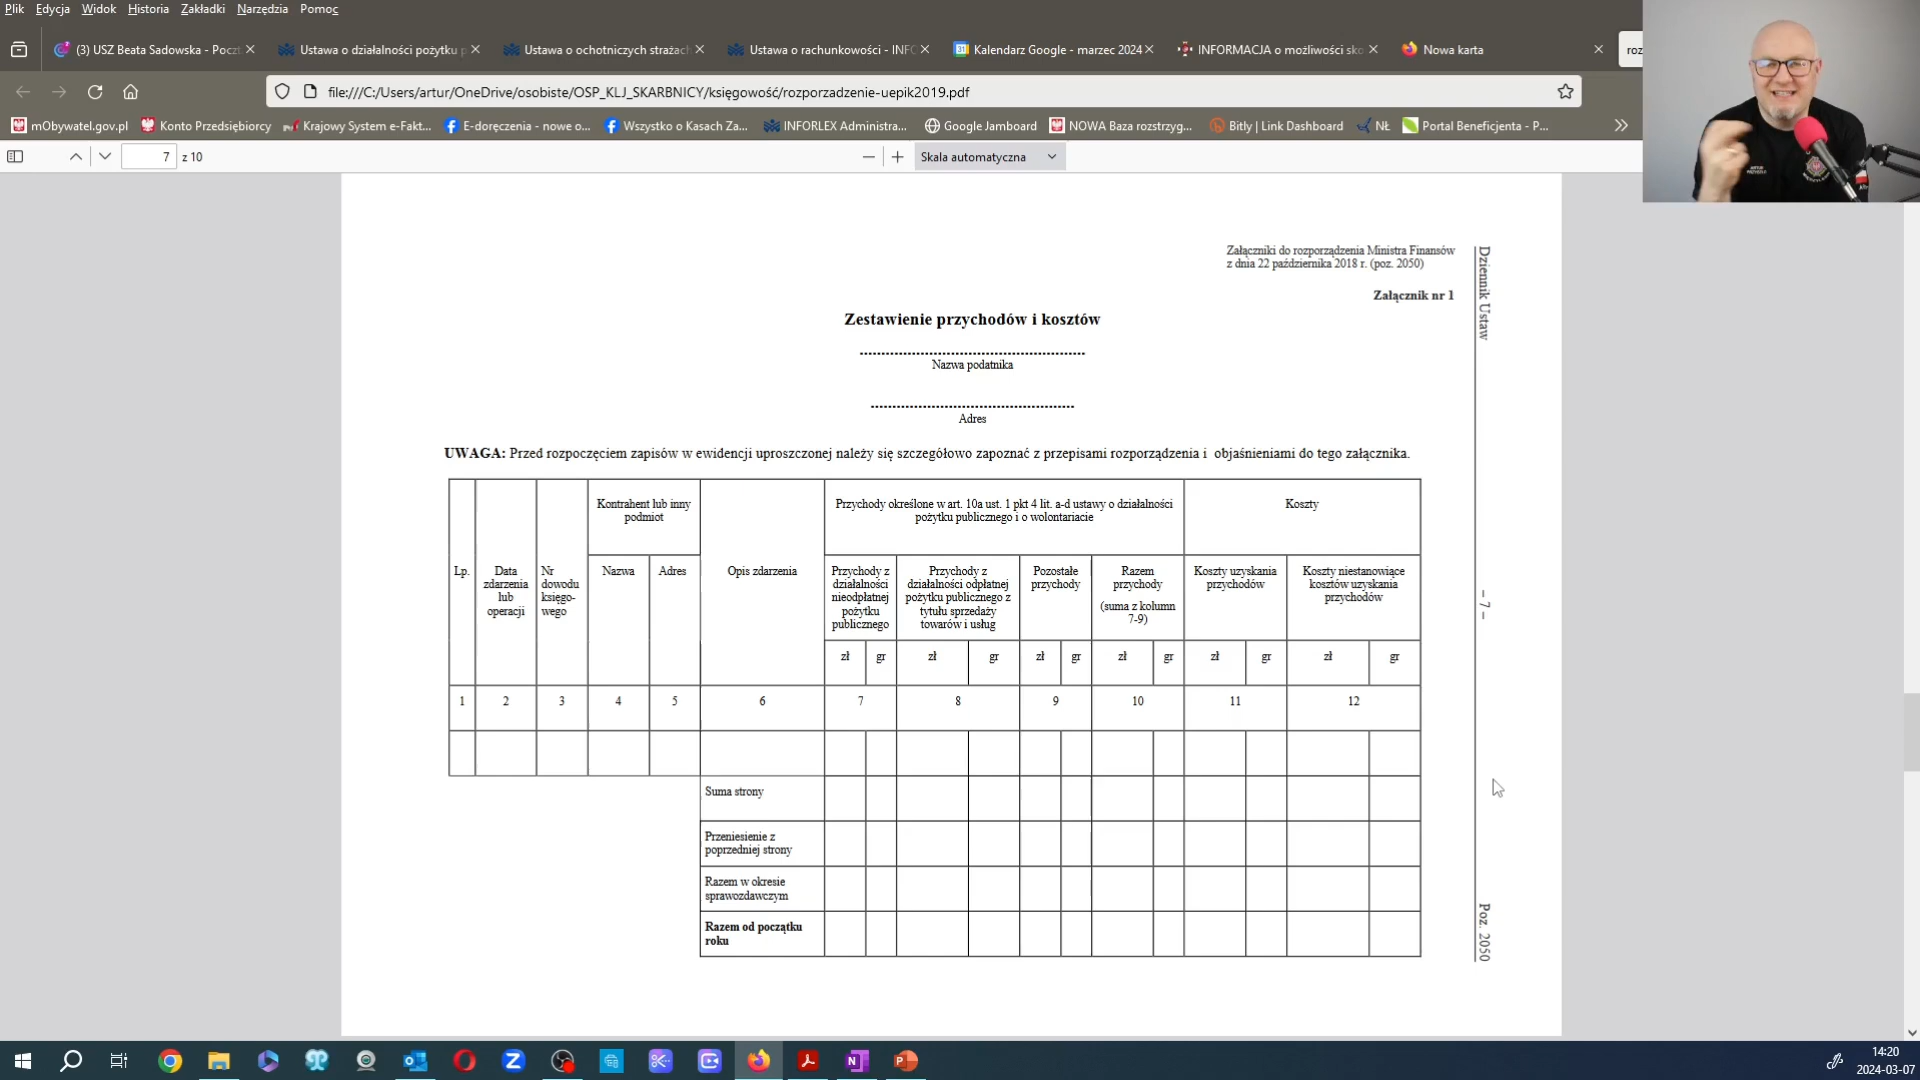 Plik Edycja Widok Historia Zakładki Narzędzia Pomoc
(3) USZ Beata Sadowska - Poczt
Ustawa o działalności pożytku p
Ustawa o ochotniczych strażach
Ustawa o rachunkowości - INFO
Kalendarz Google - marzec 2024
INFORMACJA o możliwości sko
Nowa karta
roz
file:///C:/Users/artur/OneDrive/osobiste/OSP_KLJ_SKARBNICY/księgowość/rozporzadzenie-uepik2019.pdf
mObywatel.gov.pl
Konto Przedsiębiorcy
Krajowy System e-Fakt...
E-doręczenia - nowe o...
Wszystko o Kasach Za...
INFORLEX Administra...
Google Jamboard
NOWA Baza rozstrzyg...
Bitly | Link Dashboard
NŁ
Portal Beneficjenta - P...
7 z 10
Skala automatyczna
Załączniki do rozporządzenia Ministra Finansów
z dnia 22 października 2018 r. (poz. 2050)
Załącznik nr 1
Dziennik Ustaw
– 7 –
Poz. 2050
Zestawienie przychodów i kosztów
Nazwa podatnika
Adres
UWAGA: Przed rozpoczęciem zapisów w ewidencji uproszczonej należy się szczegółowo zapoznać z przepisami rozporządzenia i objaśnieniami do tego załącznika.
Kontrahent lub inny
podmiot
Przychody określone w art. 10a ust. 1 pkt 4 lit. a-d ustawy o działalności
pożytku publicznego i o wolontariacie
Koszty
Lp.
Data
zdarzenia
lub
operacji
Nr
dowodu
księgo-
wego
Nazwa
Adres
Opis zdarzenia
Przychody z
działalności
nieodpłatnej
pożytku
publicznego
Przychody z
działalności odpłatnej
pożytku publicznego z
tytułu sprzedaży
towarów i usług
Pozostałe
przychody
Razem
przychody
(suma z kolumn
7-9)
Koszty uzyskania
przychodów
Koszty niestanowiące
kosztów uzyskania
przychodów
zł gr zł gr zł gr zł gr zł gr zł gr
1 2 3 4 5 6 7 8 9 10 11 12
Suma strony
Przeniesienie z
poprzedniej strony
Razem w okresie
sprawozdawczym
Razem od początku
roku
14:20
2024-03-07